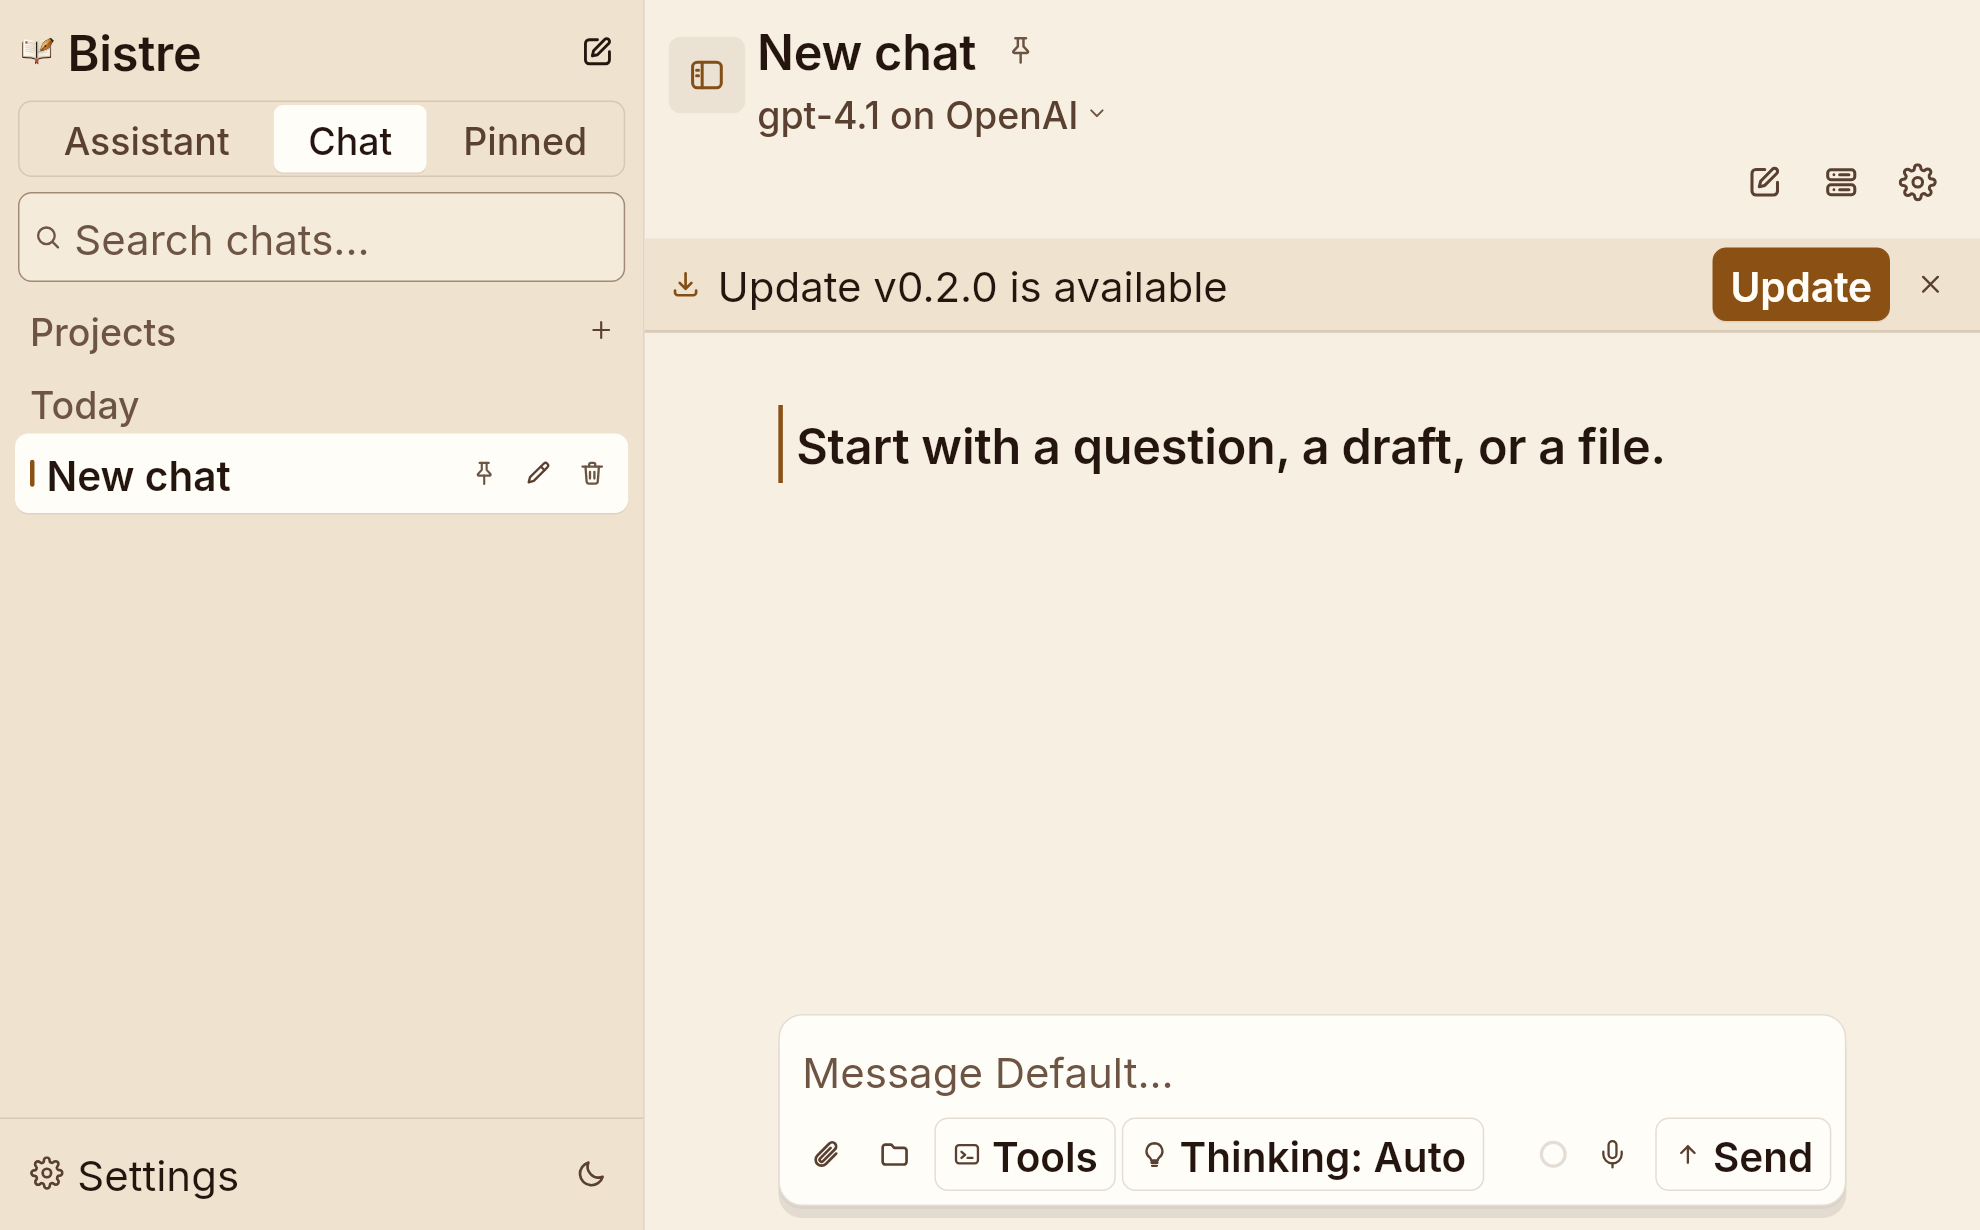 Bistre
Assistant Chat Pinned
Search chats...
Projects
Today
New chat
Settings
New chat
gpt-4.1 on OpenAI
Update v0.2.0 is available Update
Start with a question, a draft, or a file.
Message Default...
Tools Thinking: Auto Send